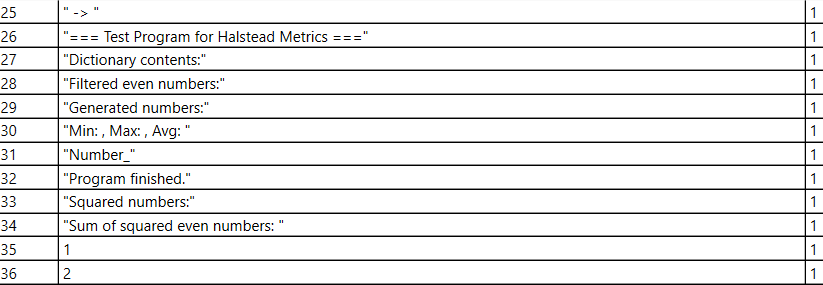 25 " -> " 1
26 "=== Test Program for Halstead Metrics ===" 1
27 "Dictionary contents:" 1
28 "Filtered even numbers:" 1
29 "Generated numbers:" 1
30 "Min: , Max: , Avg: " 1
31 "Number_" 1
32 "Program finished." 1
33 "Squared numbers:" 1
34 "Sum of squared even numbers: " 1
35 1 1
36 2 1